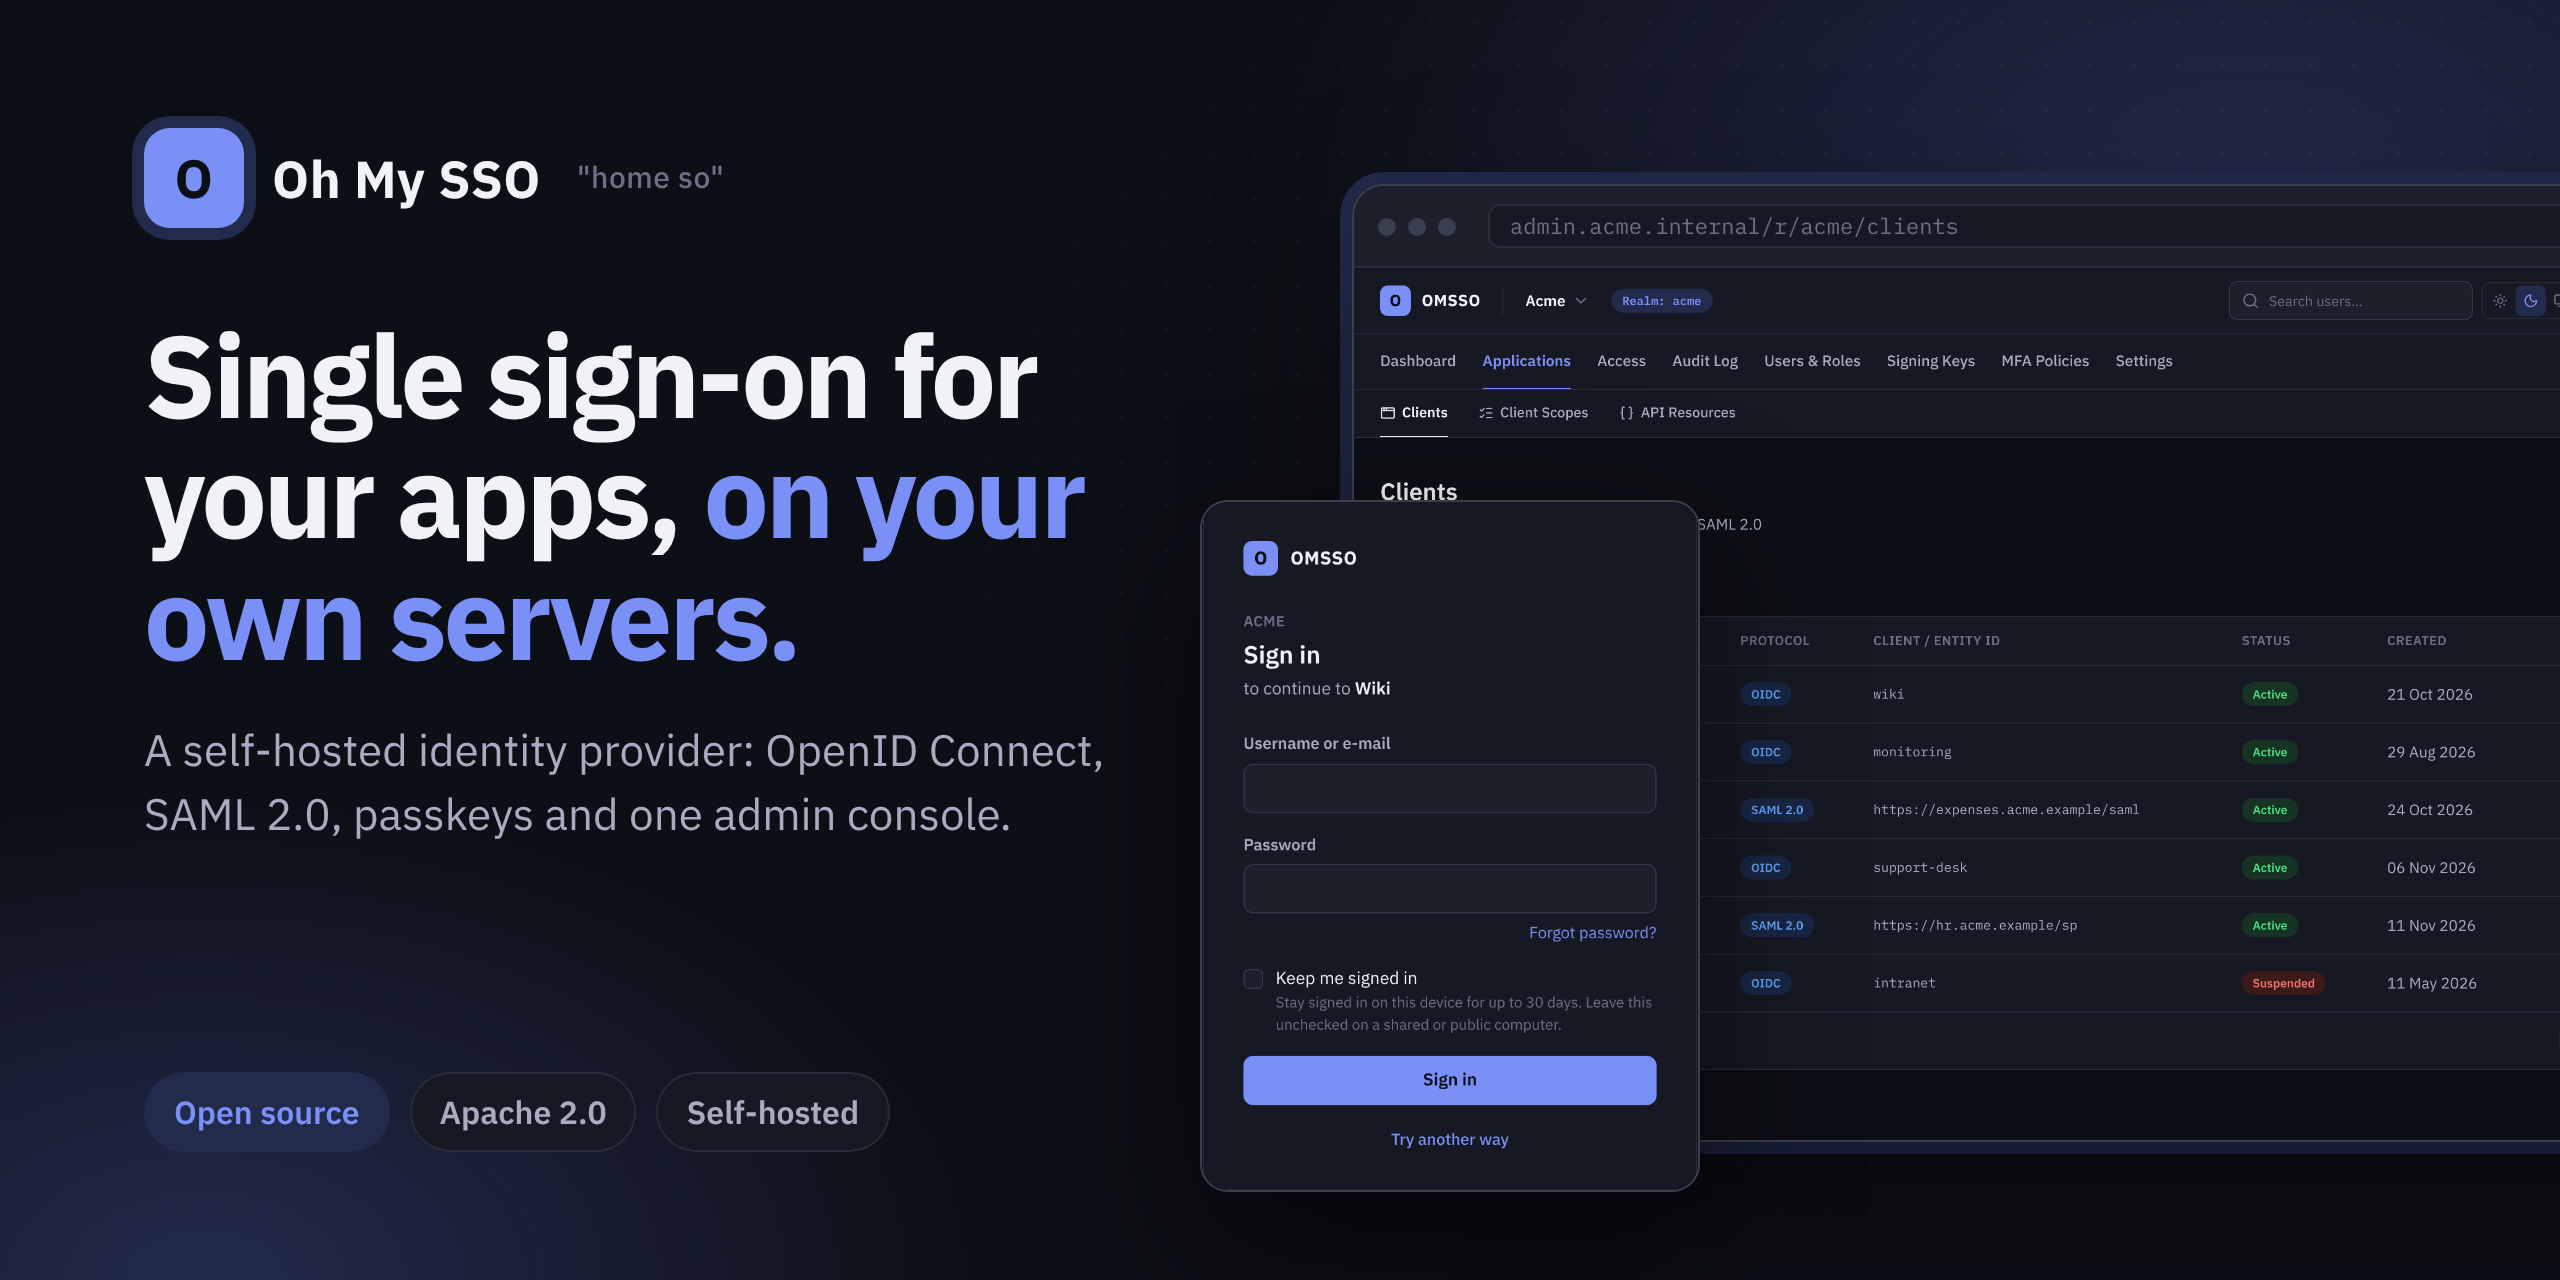 O
Oh My SSO "home so"
Single sign-on for
your apps, on your
own servers.
A self-hosted identity provider: OpenID Connect,
SAML 2.0, passkeys and one admin console.
Open source
Apache 2.0
Self-hosted
admin.acme.internal/r/acme/clients
O OMSSO Acme Realm: acme Search users...
Dashboard Applications Access Audit Log Users & Roles Signing Keys MFA Policies Settings
Clients Client Scopes {} API Resources
Clients
SAML 2.0
PROTOCOL CLIENT / ENTITY ID STATUS CREATED
OIDC wiki Active 21 Oct 2026
OIDC monitoring Active 29 Aug 2026
SAML 2.0 https://expenses.acme.example/saml Active 24 Oct 2026
OIDC support-desk Active 06 Nov 2026
SAML 2.0 https://hr.acme.example/sp Active 11 Nov 2026
OIDC intranet Suspended 11 May 2026
O OMSSO
ACME
Sign in
to continue to Wiki
Username or e-mail
Password
Forgot password?
Keep me signed in
Stay signed in on this device for up to 30 days. Leave this
unchecked on a shared or public computer.
Sign in
Try another way